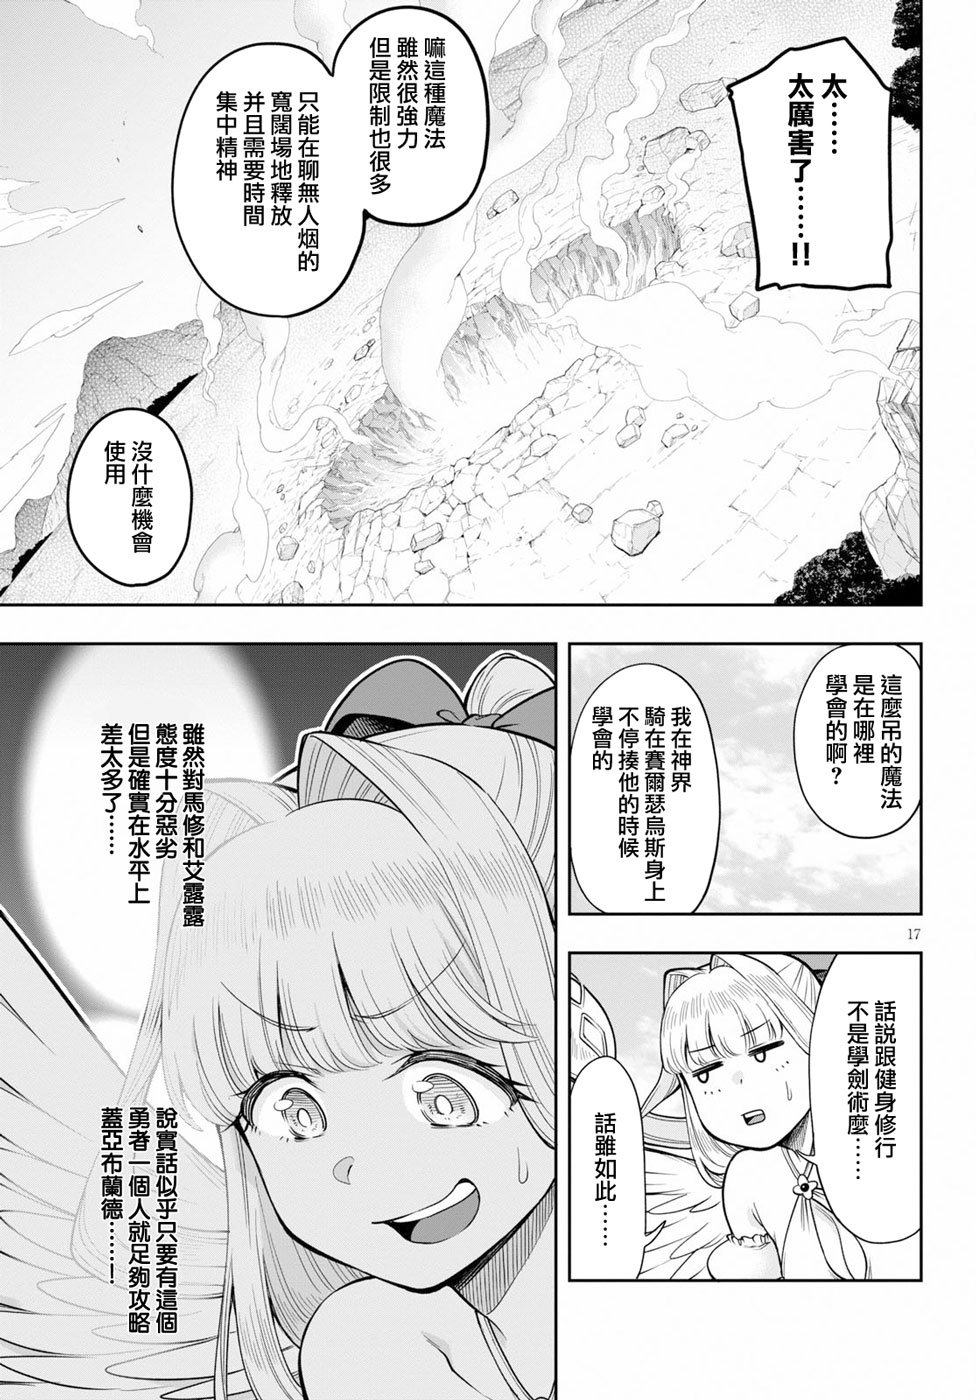 太……
太厲害了……!!
嘛這種魔法
雖然很強力
但是限制也很多
只能在聊無人烟的
寬闊場地釋放
并且需要時間
集中精神
沒什麼機會
使用
這麼吊的魔法
是在哪裡
學會的啊？
我在神界
騎在賽爾瑟烏斯身上
不停揍他的時候
學會的
17
話説跟健身修行
不是學劍術麼……
話雖如此……
雖然對馬修和艾露露
態度十分惡劣
但是確實在水平上
差太多了……
說實話似乎只要有這個
勇者一個人就足夠攻略
蓋亞布蘭德……！